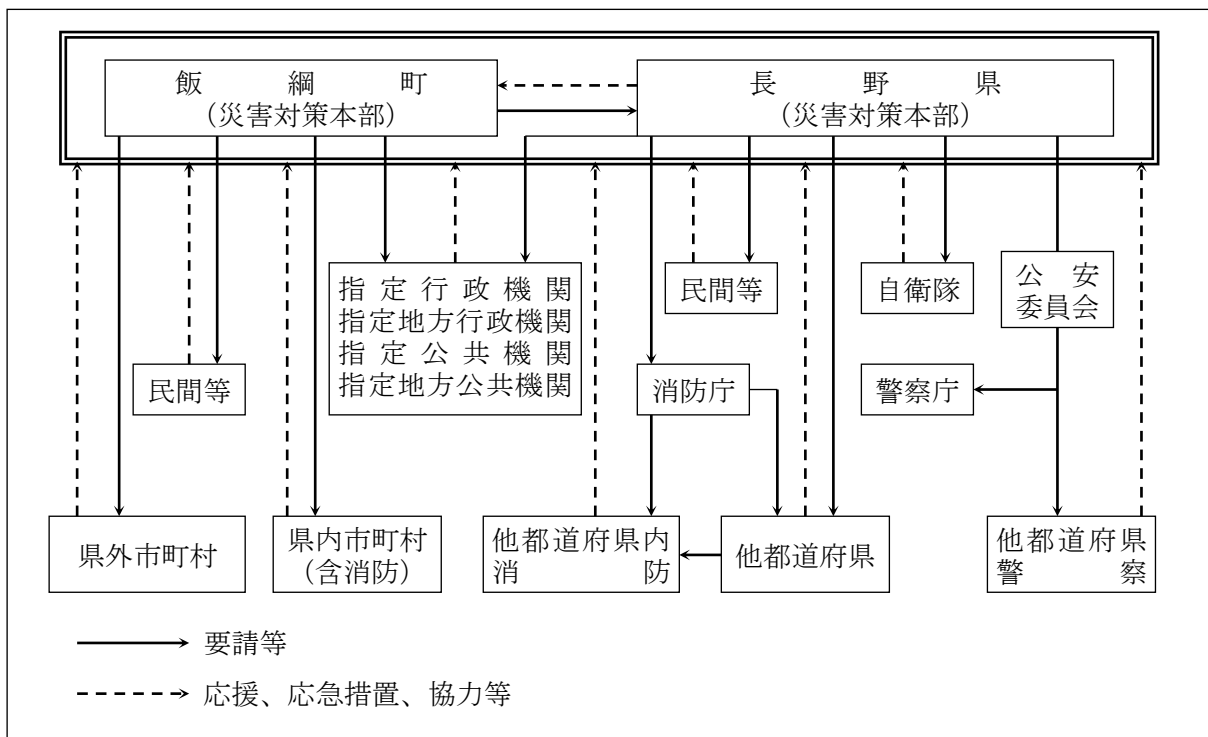 飯綱町
(災害対策本部)
長野県
(災害対策本部)
指定行政機関
指定地方行政機関
指定公共機関
指定地方公共機関
民間等
自衛隊
公安
委員会
民間等
消防庁
警察庁
県外市町村
県内市町村
(含消防)
他都道府県内
消防
他都道府県
他都道府県
警察
要請等
応援、応急措置、協力等